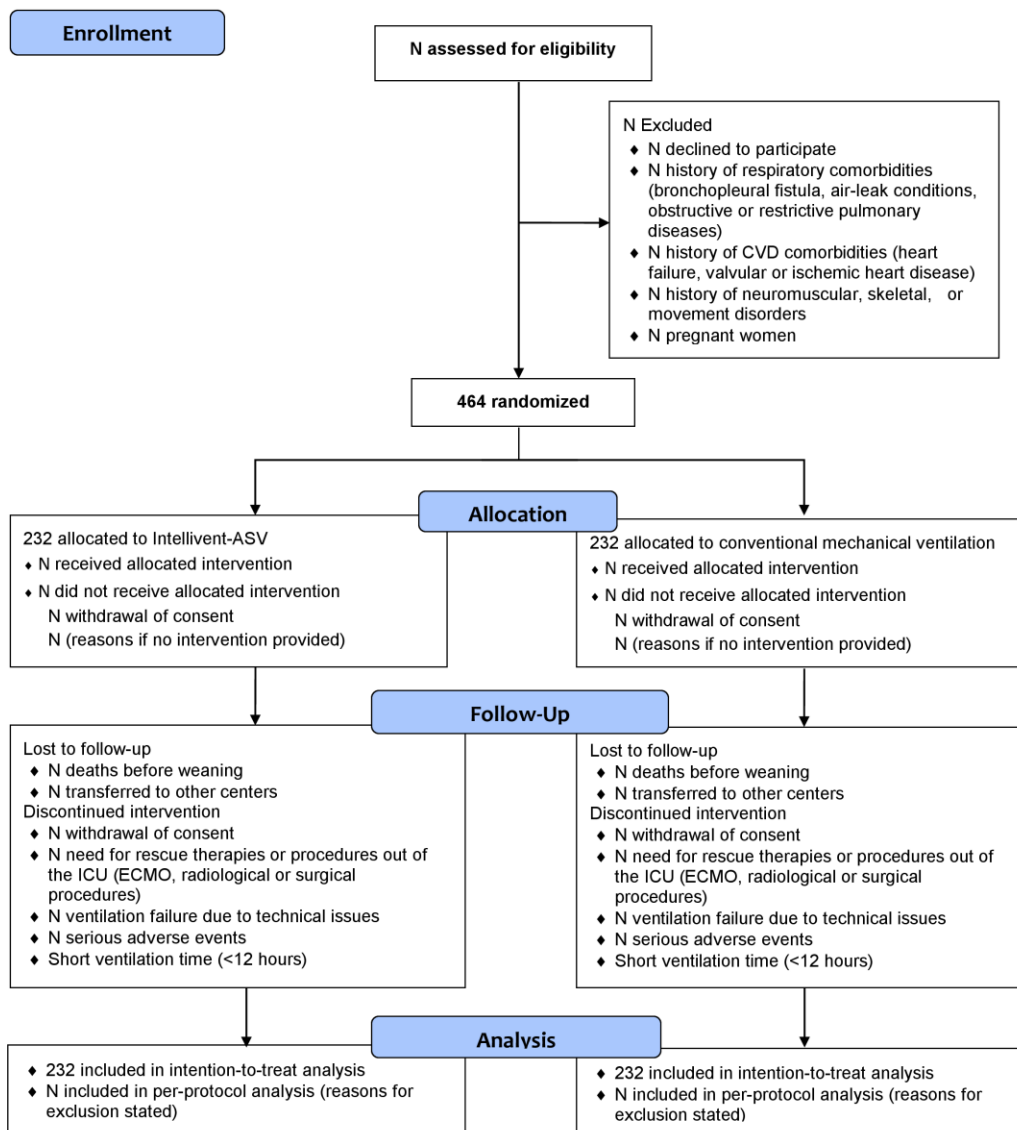 Enrollment
N assessed for eligibility
N Excluded
♦ N declined to participate
♦ N history of respiratory comorbidities
(bronchopleural fistula, air-leak conditions,
obstructive or restrictive pulmonary
diseases)
♦ N history of CVD comorbidities (heart
failure, valvular or ischemic heart disease)
♦ N history of neuromuscular, skeletal, or
movement disorders
♦ N pregnant women
464 randomized
Allocation
232 allocated to Intellivent-ASV
♦ N received allocated intervention
♦ N did not receive allocated intervention
N withdrawal of consent
N (reasons if no intervention provided)
232 allocated to conventional mechanical ventilation
♦ N received allocated intervention
♦ N did not receive allocated intervention
N withdrawal of consent
N (reasons if no intervention provided)
Follow-Up
Lost to follow-up
♦ N deaths before weaning
♦ N transferred to other centers
Discontinued intervention
♦ N withdrawal of consent
♦ N need for rescue therapies or procedures out of
the ICU (ECMO, radiological or surgical
procedures)
♦ N ventilation failure due to technical issues
♦ N serious adverse events
♦ Short ventilation time (<12 hours)
Lost to follow-up
♦ N deaths before weaning
♦ N transferred to other centers
Discontinued intervention
♦ N withdrawal of consent
♦ N need for rescue therapies or procedures out of
the ICU (ECMO, radiological or surgical
procedures)
♦ N ventilation failure due to technical issues
♦ N serious adverse events
♦ Short ventilation time (<12 hours)
Analysis
♦ 232 included in intention-to-treat analysis
♦ N included in per-protocol analysis (reasons for
exclusion stated)
♦ 232 included in intention-to-treat analysis
♦ N included in per-protocol analysis (reasons for
exclusion stated)